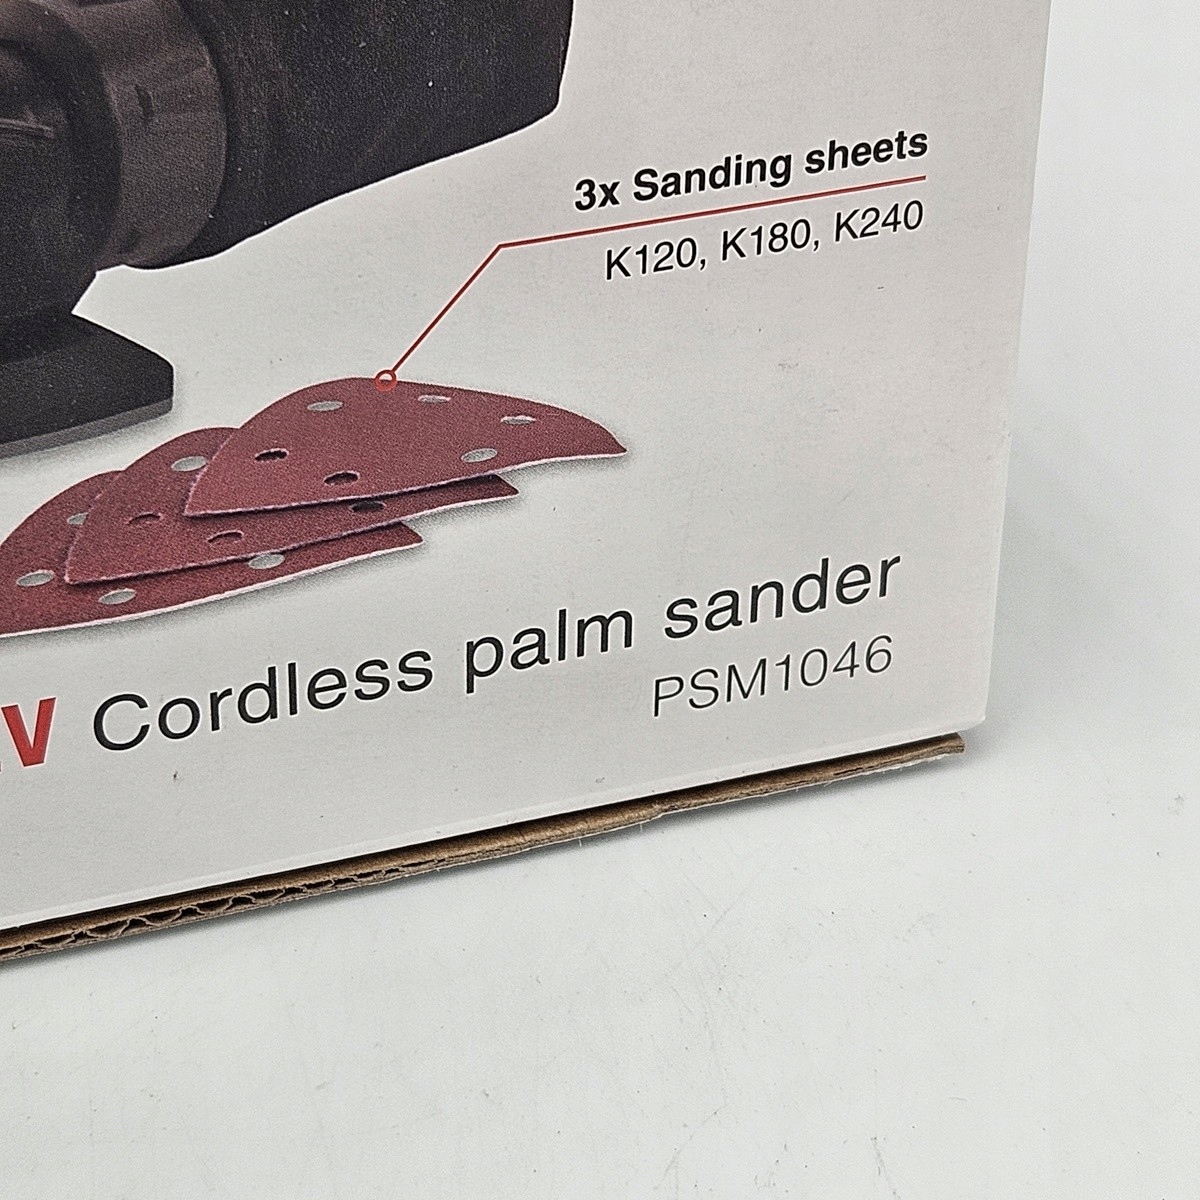 3x Sanding sheets
K120, K180, K240
V Cordless palm sander
PSM1046